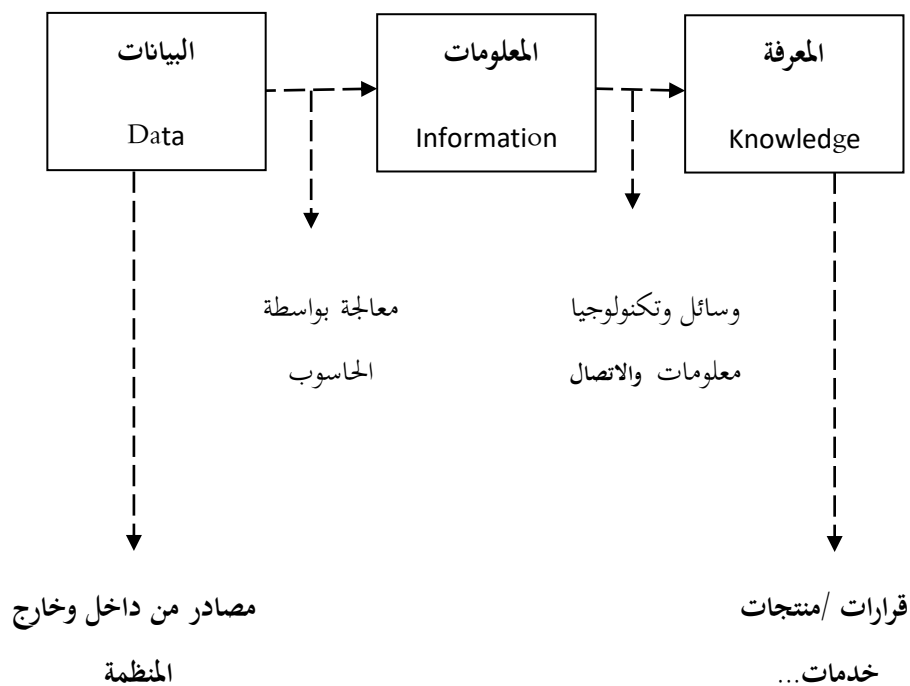 البيانات
Data
المعلومات
Information
المعرفة
Knowledge
معالجة بواسطة
الحاسوب
وسائل وتكنولوجيا
معلومات والاتصال
مصادر من داخل وخارج
المنظمة
قرارات /منتجات
خدمات...